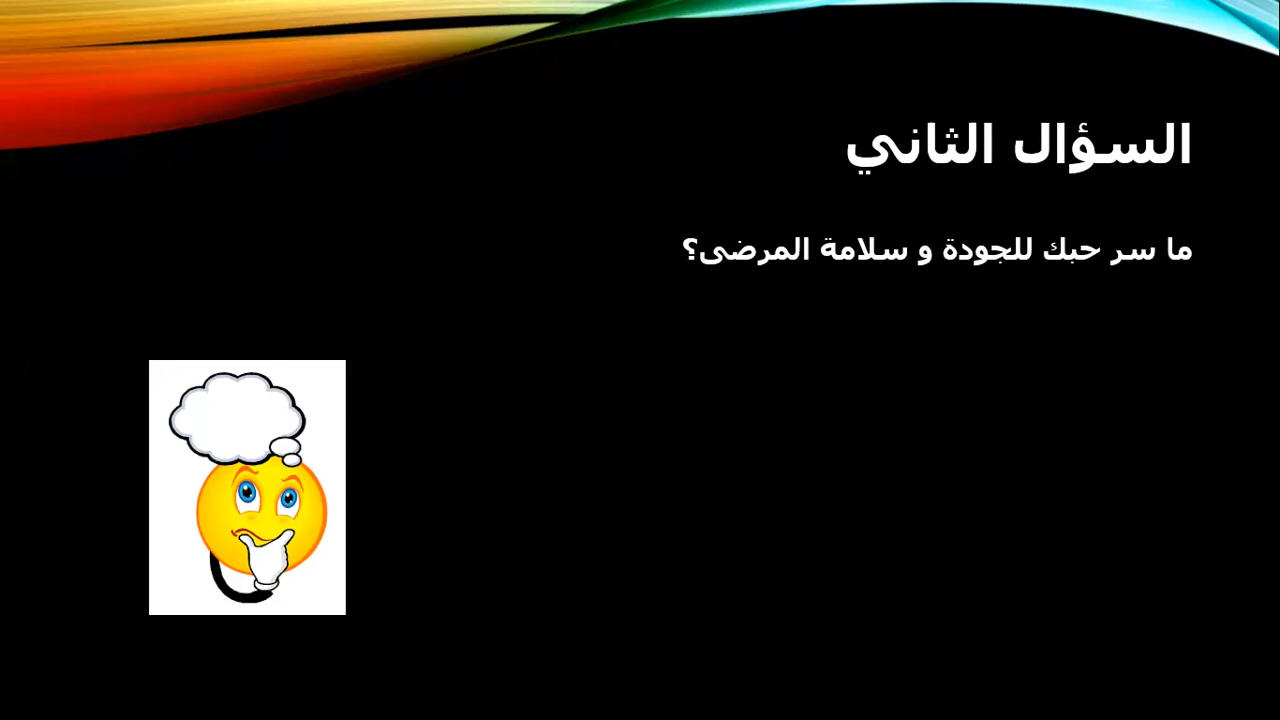 السؤال الثاني
ما سر حبك للجودة و سلامة المرضى؟